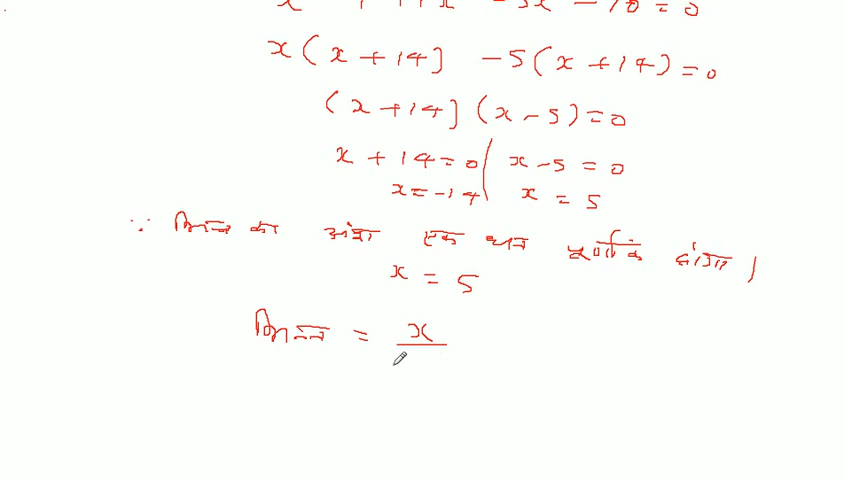 x(x+14) -5(x+14)=0
(x+14)(x-5)=0
x+14=0 | x-5=0
x=-14 | x=5
∵ भिन्न का अंश एक धन पूर्णांक होगा।
x=5
भिन्न = x